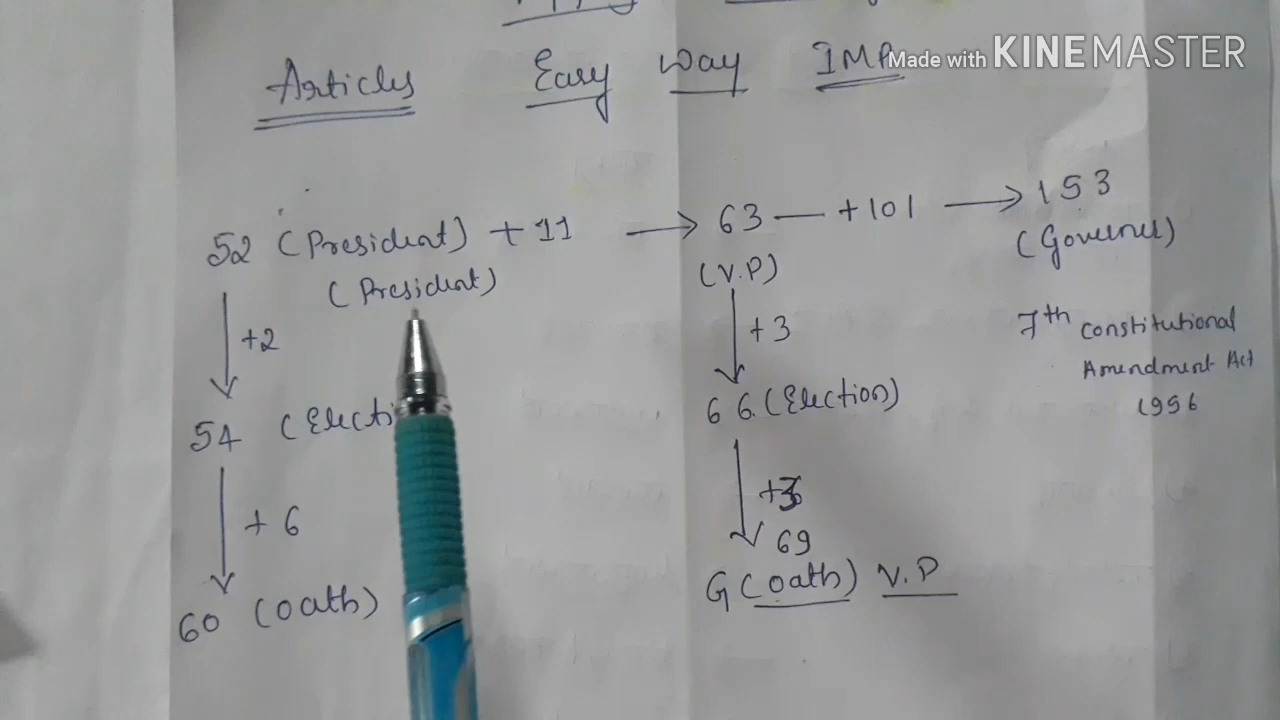 Articles Easy Way IMP
Made with KINEMASTER
52 (President) + 11 → 63 — +101 → 153
(President)
(V.P)
(Governer)
+2
+3
7th constitutional
Amendment Act
1956
54 (Electi
66. (Election)
+ 6
+3
69
60 (Oath)
G (oath) V.P